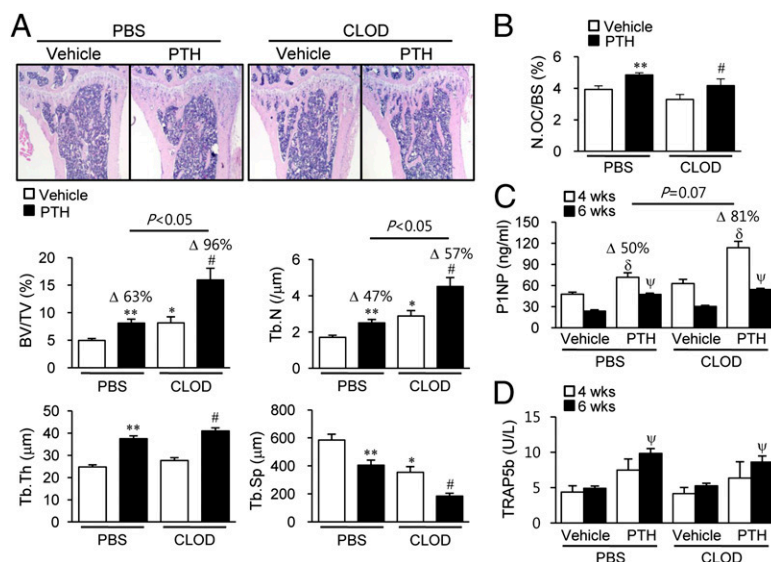 A
PBS
CLOD
Vehicle
PTH
Vehicle
PTH
Vehicle
PTH
P<0.05
Δ 96%
#
Δ 63%
**
*
BV/TV (%)
25
20
15
10
5
0
PBS
CLOD
P<0.05
Δ 57%
#
Δ 47%
**
*
Tb.N (/μm)
6
4
2
0
PBS
CLOD
Tb.Th (μm)
50
40
30
20
10
0
**
#
PBS
CLOD
Tb.Sp (μm)
800
600
400
200
0
**
*
#
PBS
CLOD
B
Vehicle
PTH
N.OC/BS (%)
6
4
2
0
**
#
PBS
CLOD
C
4 wks
6 wks
P=0.07
Δ 81%
δ
Δ 50%
δ
ψ
ψ
P1NP (ng/ml)
150
120
90
60
30
0
Vehicle
PTH
Vehicle
PTH
PBS
CLOD
D
4 wks
6 wks
TRAP5b (U/L)
20
15
10
5
0
ψ
ψ
Vehicle
PTH
Vehicle
PTH
PBS
CLOD